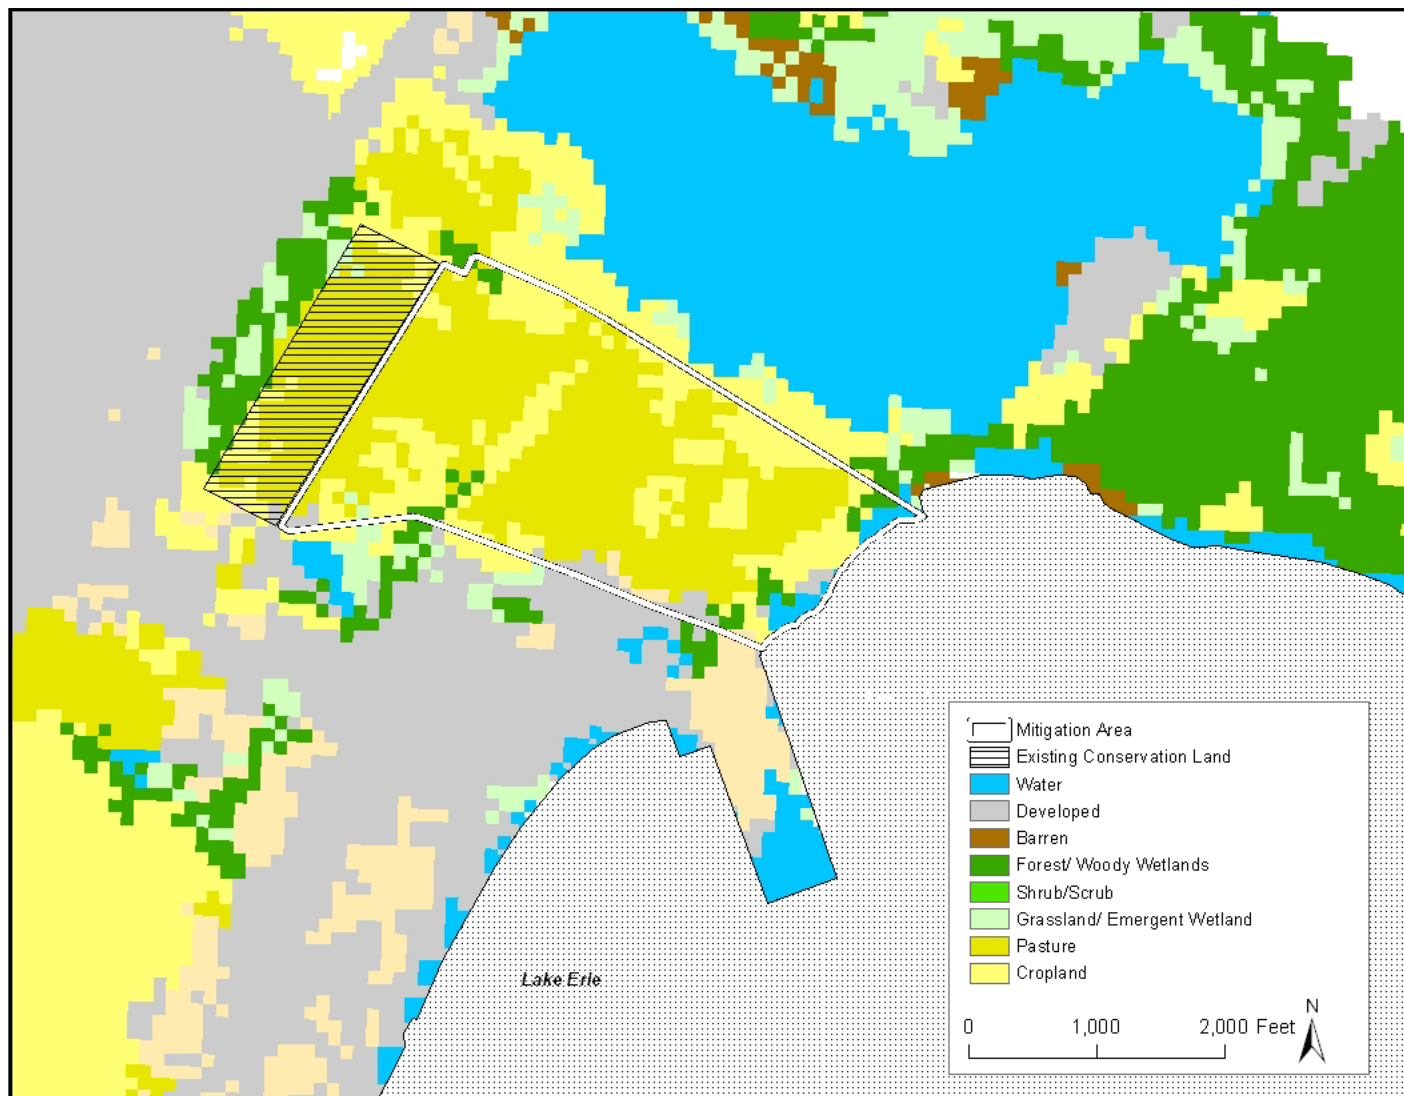 Mitigation Area
Existing Conservation Land
Water
Developed
Barren
Forest/ Woody Wetlands
Shrub/Scrub
Grassland/ Emergent Wetland
Pasture
Cropland
Lake Erie
N
0 1,000 2,000 Feet